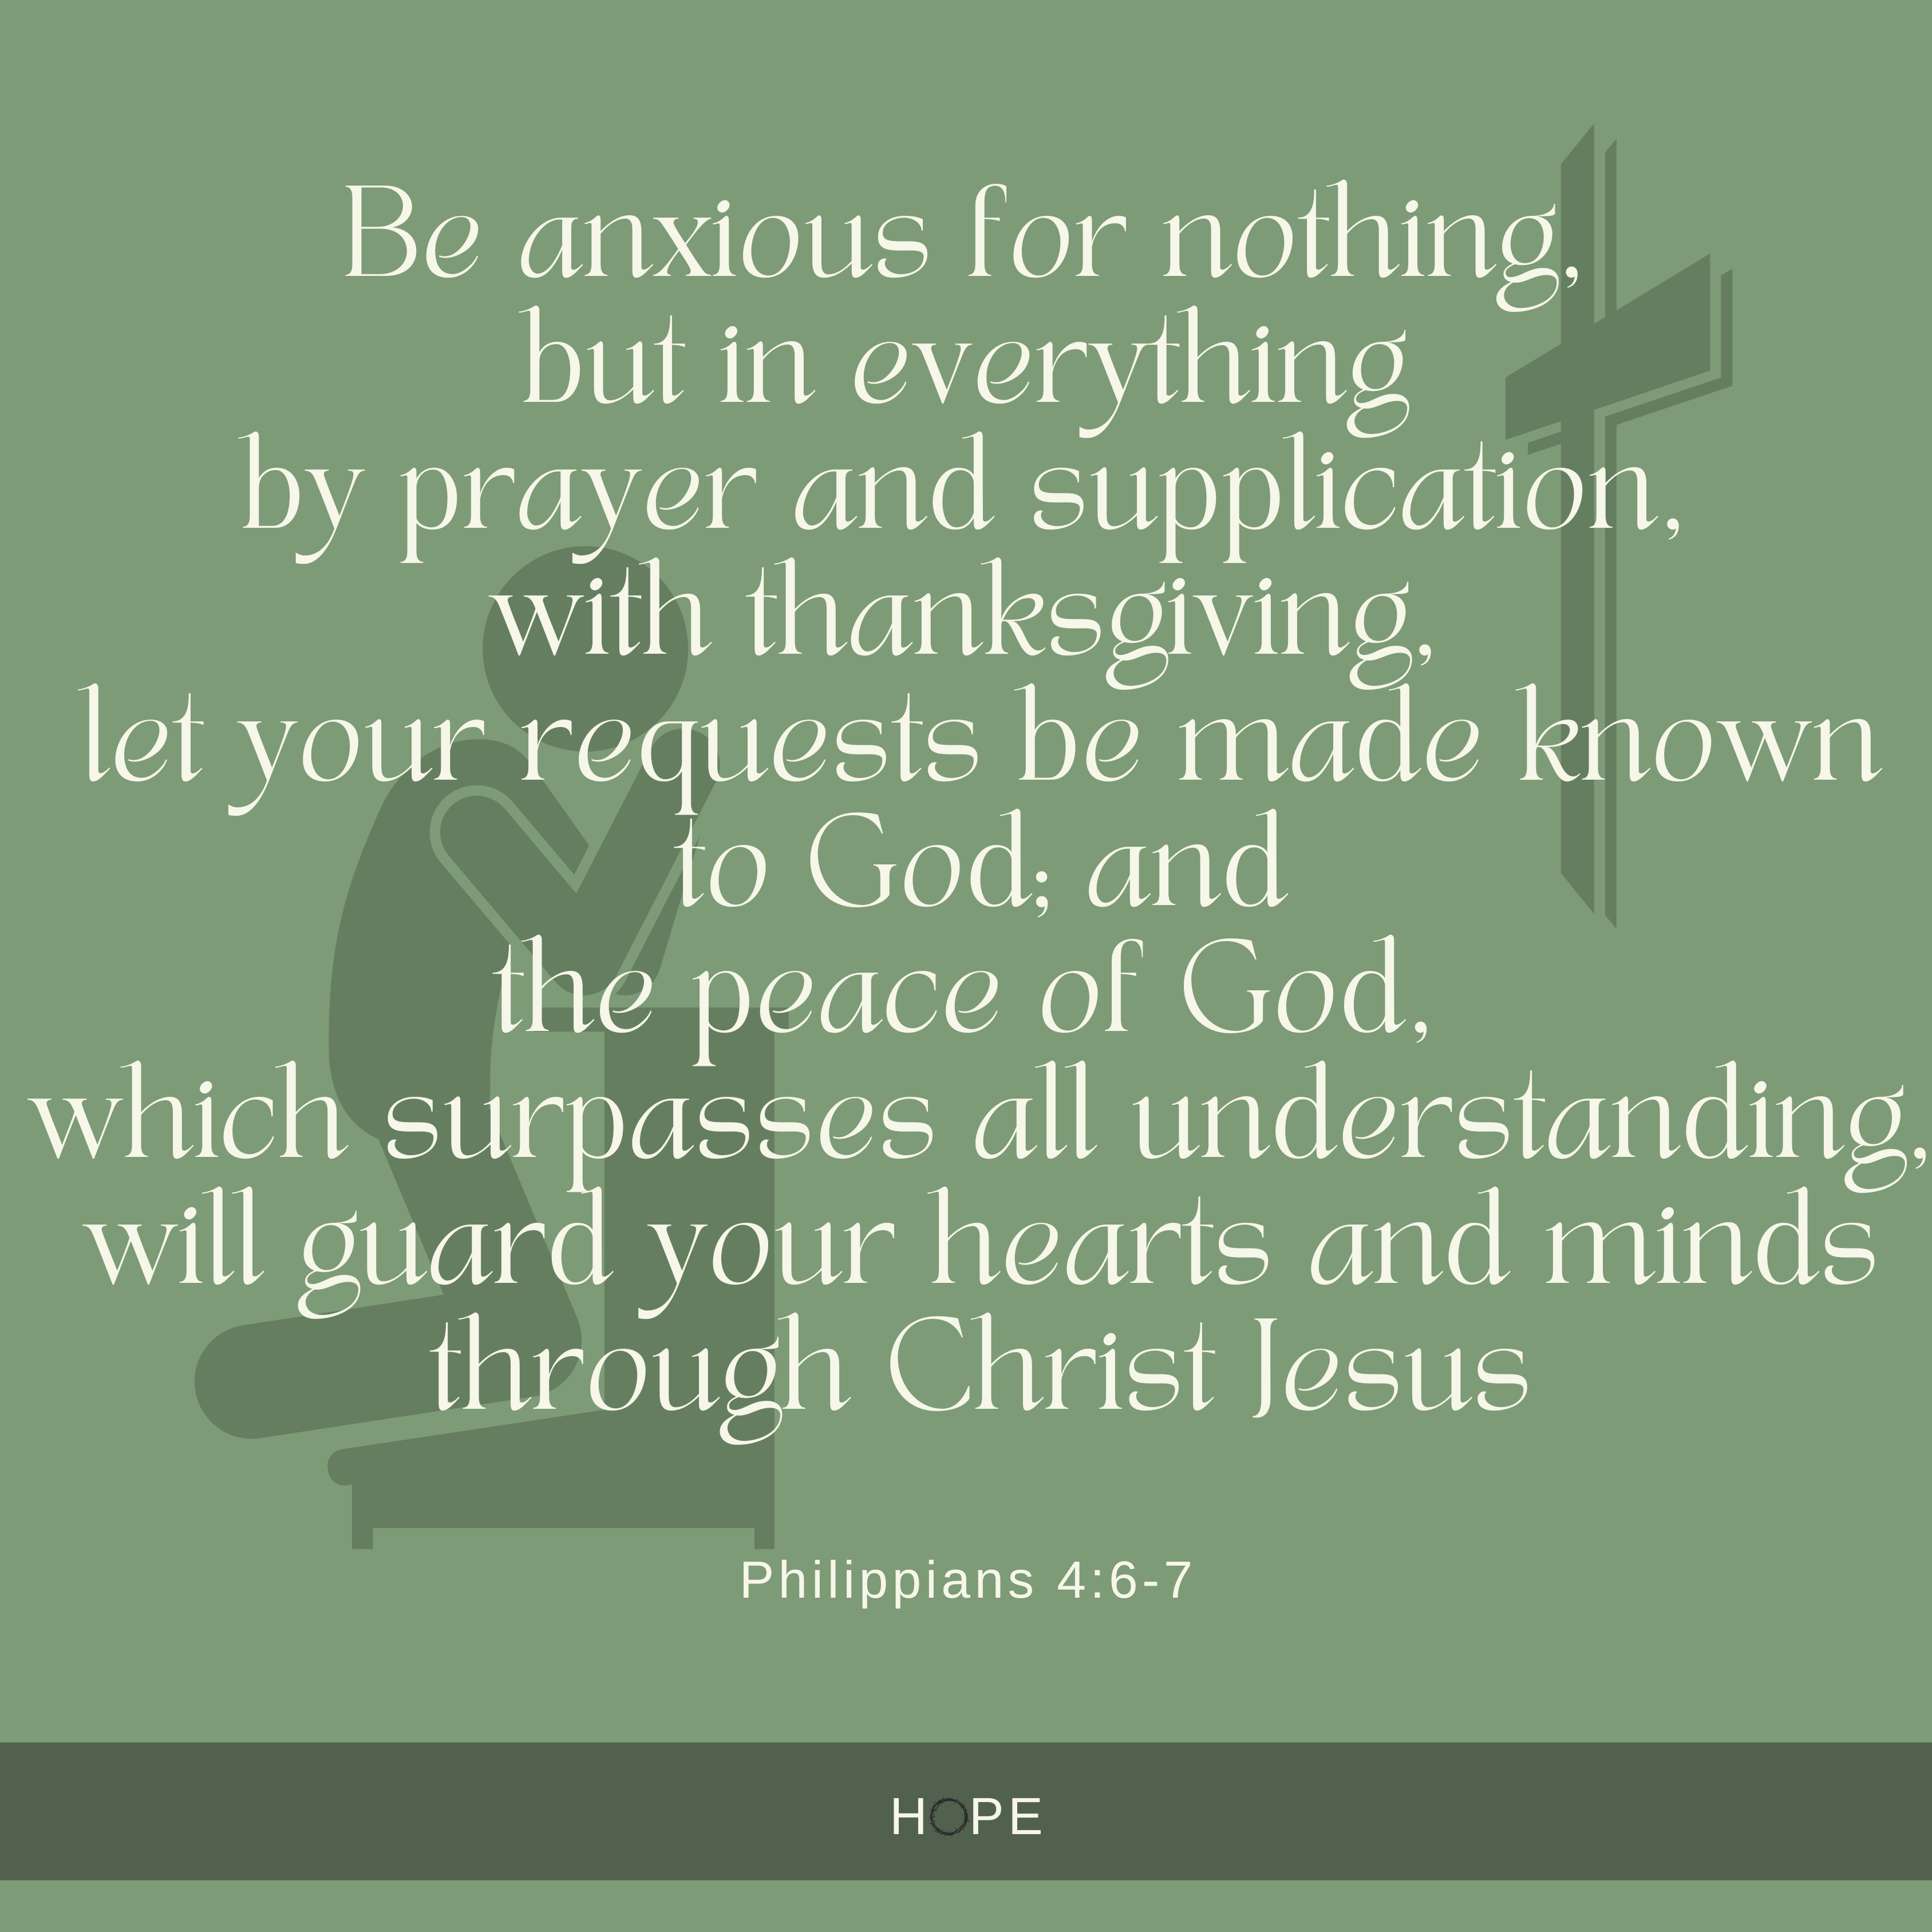 Be anxious for nothing,
but in everything
by prayer and supplication,
with thanksgiving,
let your requests be made known
to God; and
the peace of God,
which surpasses all understanding,
will guard your hearts and minds
through Christ Jesus
Philippians 4:6-7
HOPE